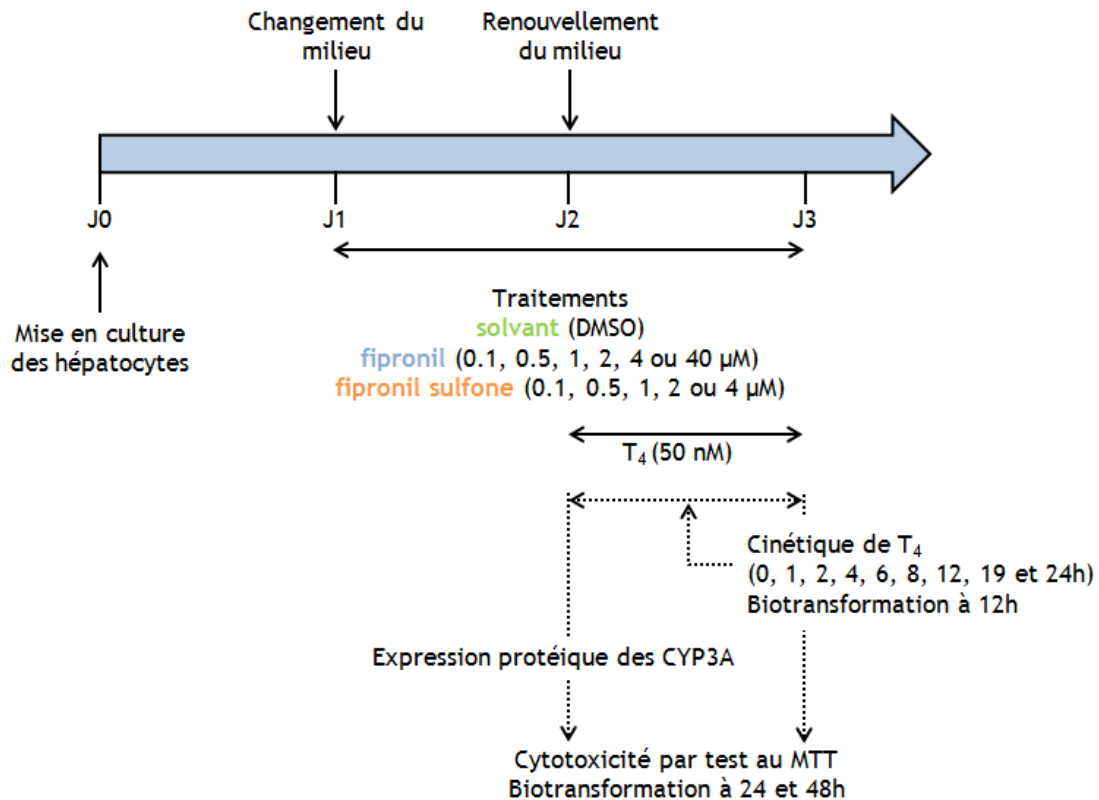 Changement du
milieu
Renouvellement
du milieu
J0
J1
J2
J3
Mise en culture
des hépatocytes
Traitements
solvant (DMSO)
fipronil (0.1, 0.5, 1, 2, 4 ou 40 µM)
fipronil sulfone (0.1, 0.5, 1, 2 ou 4 µM)
T₄ (50 nM)
Cinétique de T₄
(0, 1, 2, 4, 6, 8, 12, 19 et 24h)
Biotransformation à 12h
Expression protéique des CYP3A
Cytotoxicité par test au MTT
Biotransformation à 24 et 48h